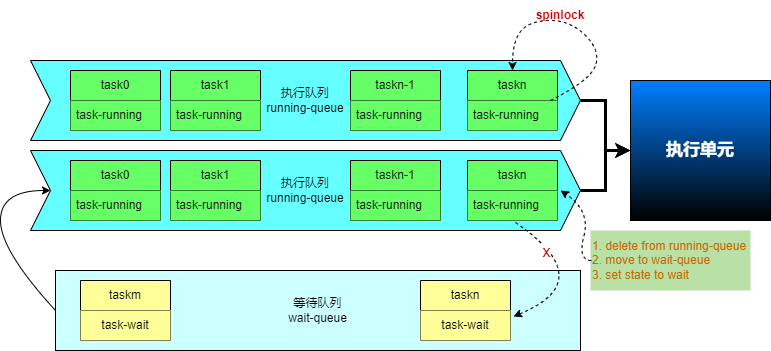 spinlock
task0
task1
执行队列
running-queue
taskn-1
taskn
task-running
task-running
task-running
task-running
执行单元
task0
task1
执行队列
running-queue
taskn-1
taskn
task-running
task-running
task-running
task-running
1. delete from running-queue
2. move to wait-queue
3. set state to wait
X
taskm
等待队列
wait-queue
taskn
task-wait
task-wait